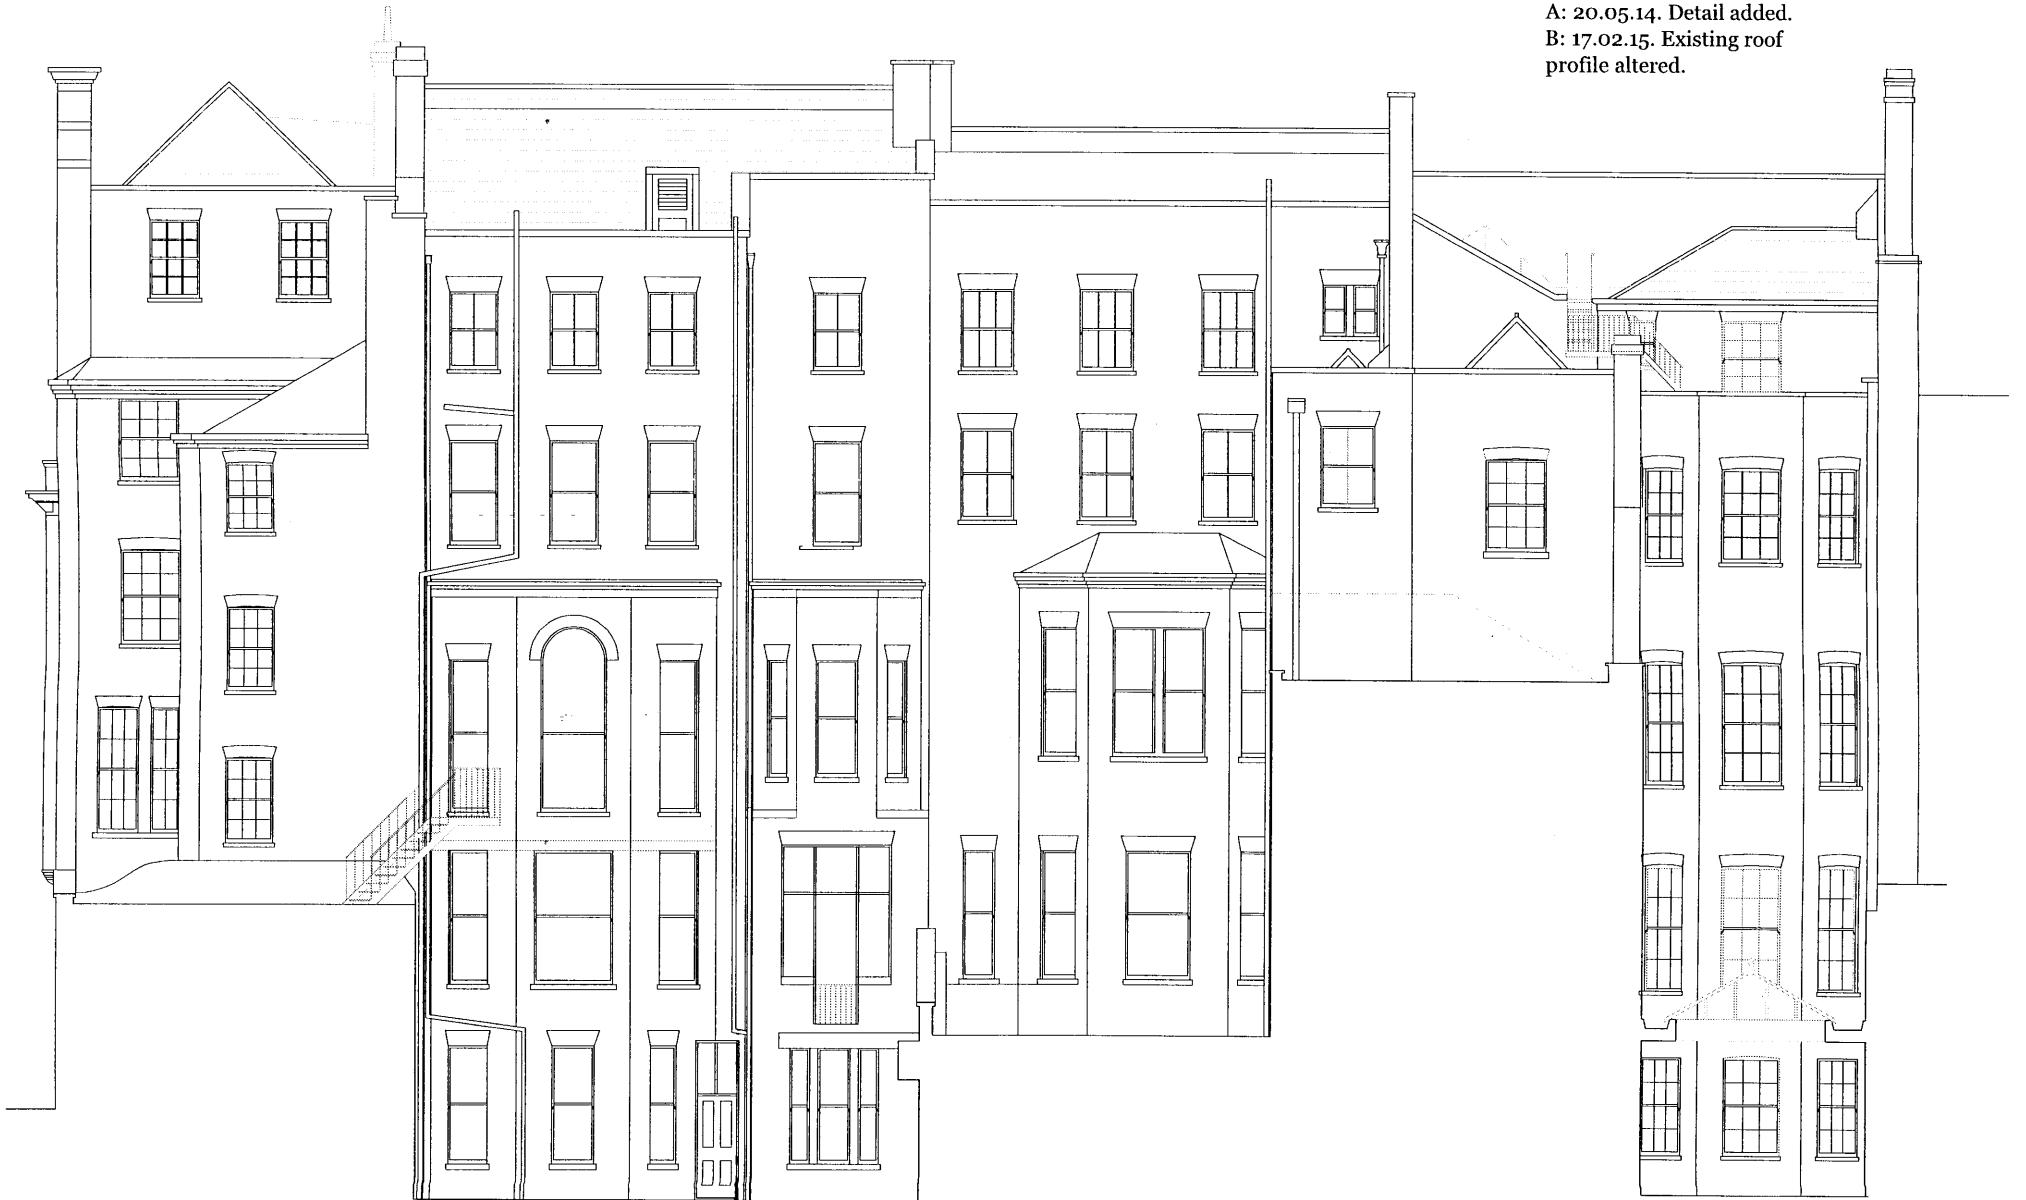 A: 20.05.14. Detail added.
B: 17.02.15. Existing roof
profile altered.